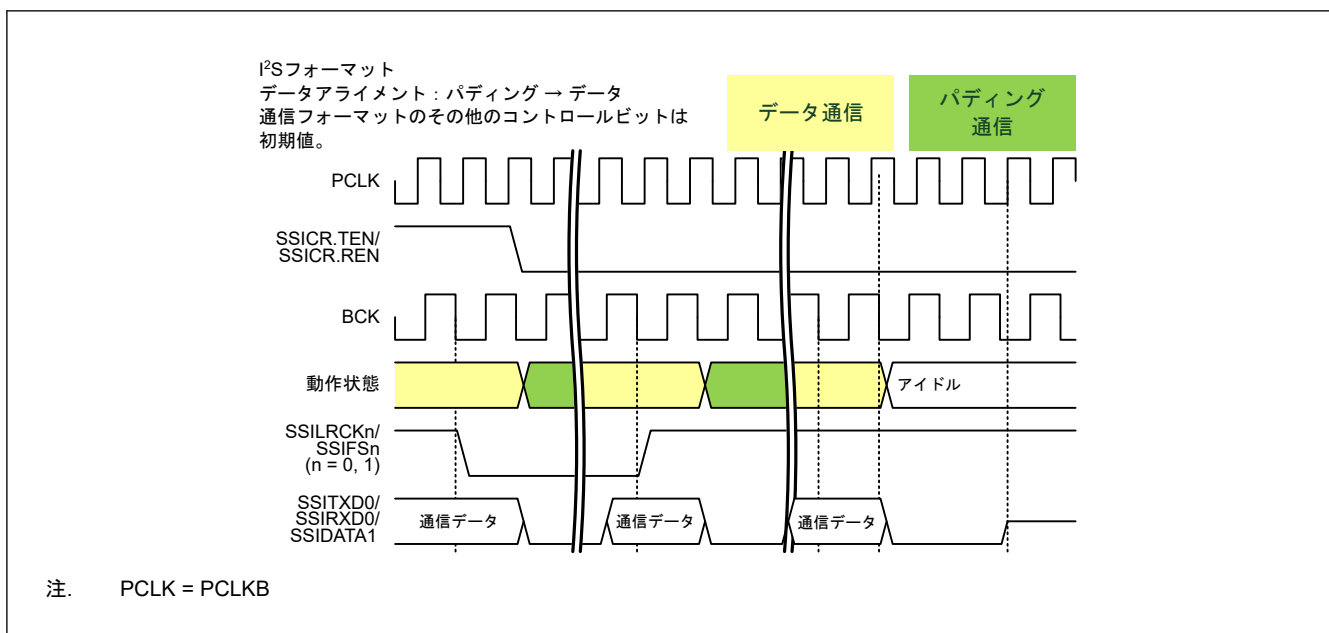 I²Sフォーマット
データアライメント：パディング → データ
通信フォーマットのその他のコントロールビットは
初期値。
データ通信
パディング
通信
PCLK
SSICR.TEN/
SSICR.REN
BCK
動作状態
アイドル
SSILRCKn/
SSIFSn
(n = 0, 1)
SSITXD0/
SSIRXD0/
SSIDATA1
通信データ
通信データ
通信データ
注. PCLK = PCLKB